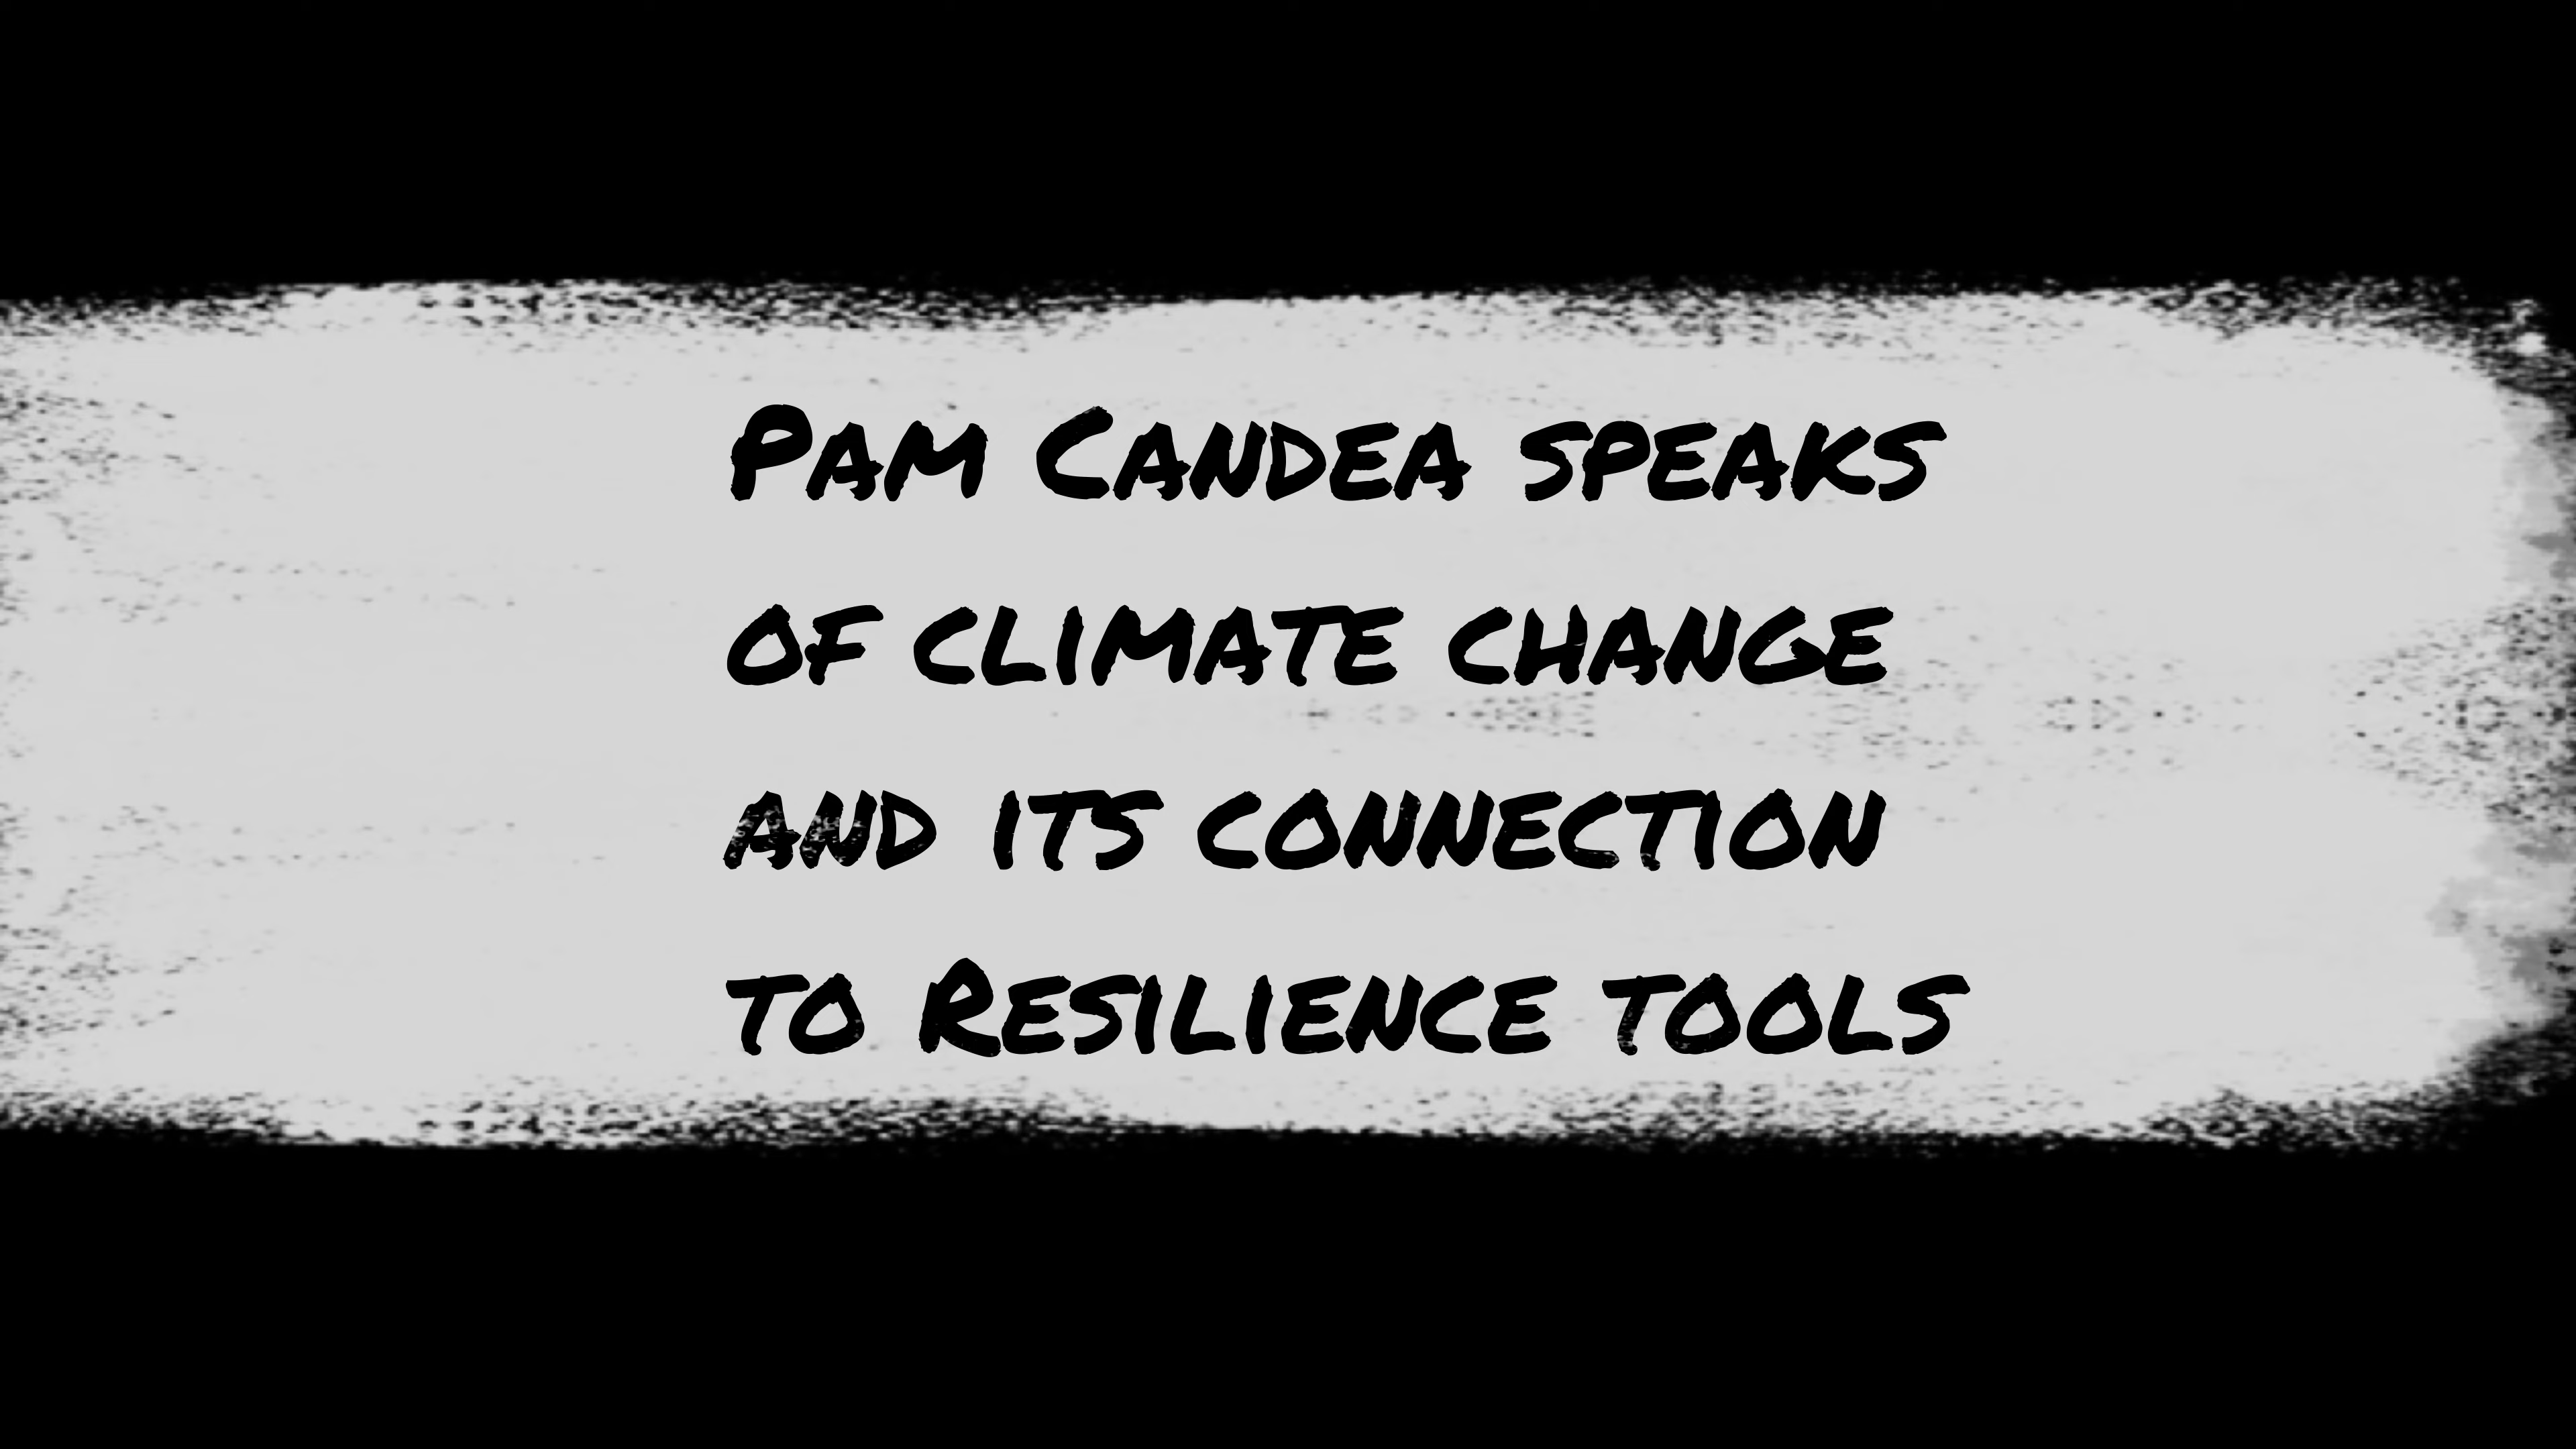 Pam Candea speaks
of climate change
and its connection
to Resilience tools